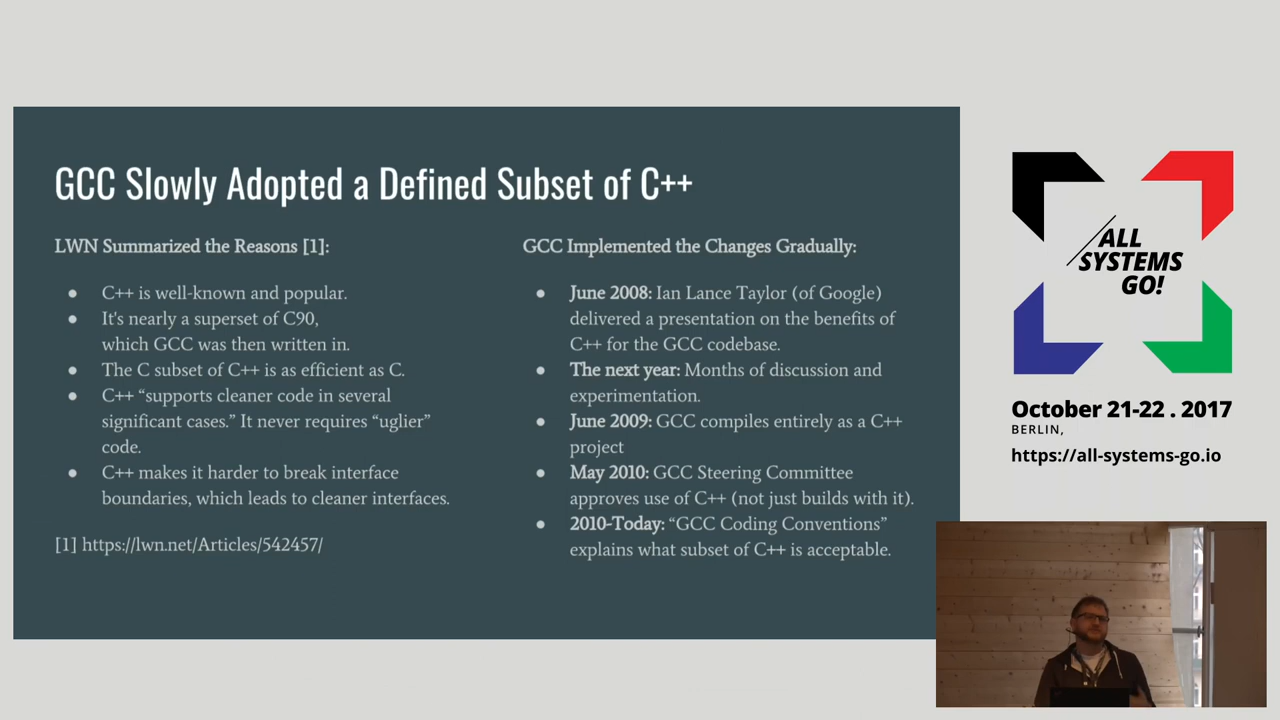 GCC Slowly Adopted a Defined Subset of C++
LWN Summarized the Reasons [1]:
● C++ is well-known and popular.
● It's nearly a superset of C90,
which GCC was then written in.
● The C subset of C++ is as efficient as C.
● C++ “supports cleaner code in several
significant cases.” It never requires “uglier”
code.
● C++ makes it harder to break interface
boundaries, which leads to cleaner interfaces.
[1] https://lwn.net/Articles/542457/
GCC Implemented the Changes Gradually:
● June 2008: Ian Lance Taylor (of Google)
delivered a presentation on the benefits of
C++ for the GCC codebase.
● The next year: Months of discussion and
experimentation.
● June 2009: GCC compiles entirely as a C++
project
● May 2010: GCC Steering Committee
approves use of C++ (not just builds with it).
● 2010-Today: “GCC Coding Conventions”
explains what subset of C++ is acceptable.
ALL
SYSTEMS
GO!
October 21-22 . 2017
BERLIN,
https://all-systems-go.io